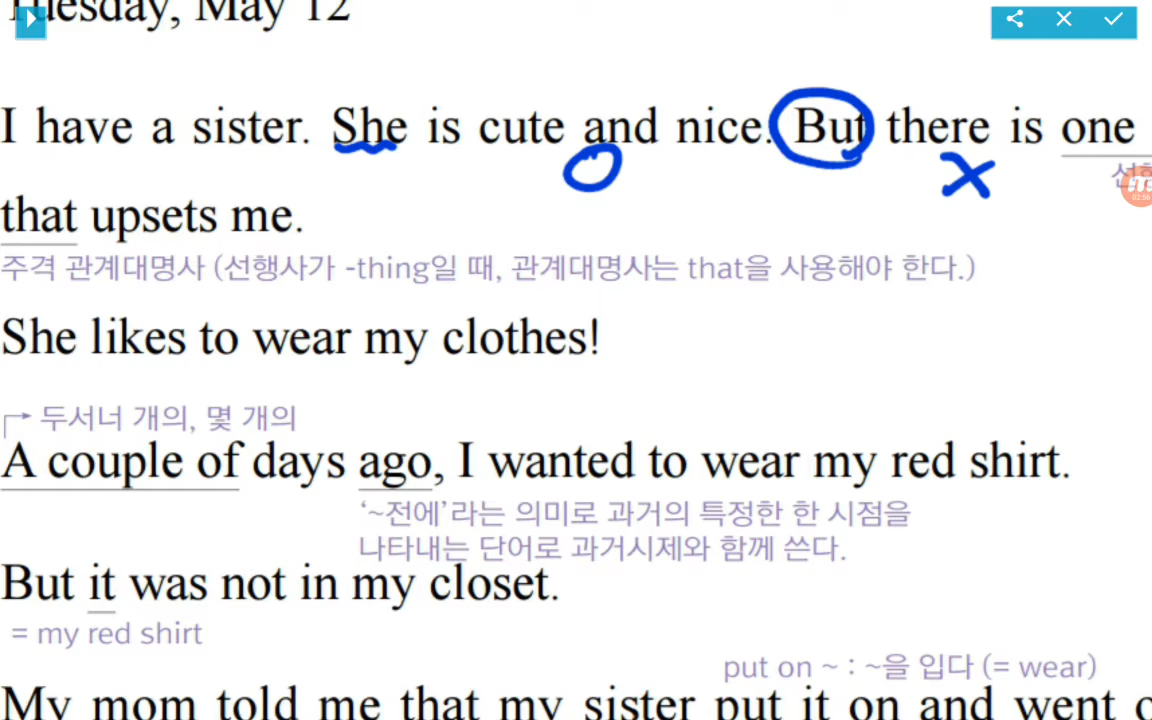 Tuesday, May 12
I have a sister. She is cute and nice. But there is one
that upsets me.
주격 관계대명사 (선행사가 -thing일 때, 관계대명사는 that을 사용해야 한다.)
She likes to wear my clothes!
두서너 개의, 몇 개의
A couple of days ago, I wanted to wear my red shirt.
‘~전에’라는 의미로 과거의 특정한 한 시점을
나타내는 단어로 과거시제와 함께 쓴다.
But it was not in my closet.
= my red shirt
put on ~ : ~을 입다 (= wear)
My mom told me that my sister put it on and went